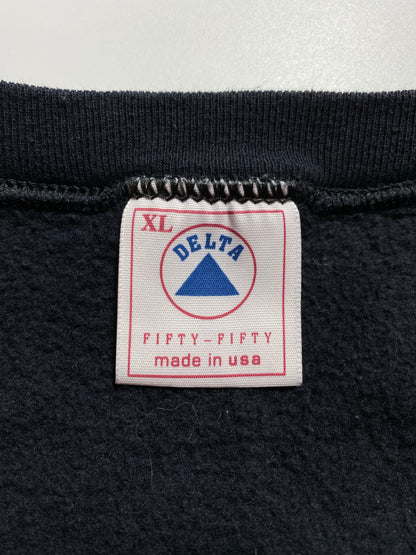 XL
DELTA
FIFTY-FIFTY
made in usa